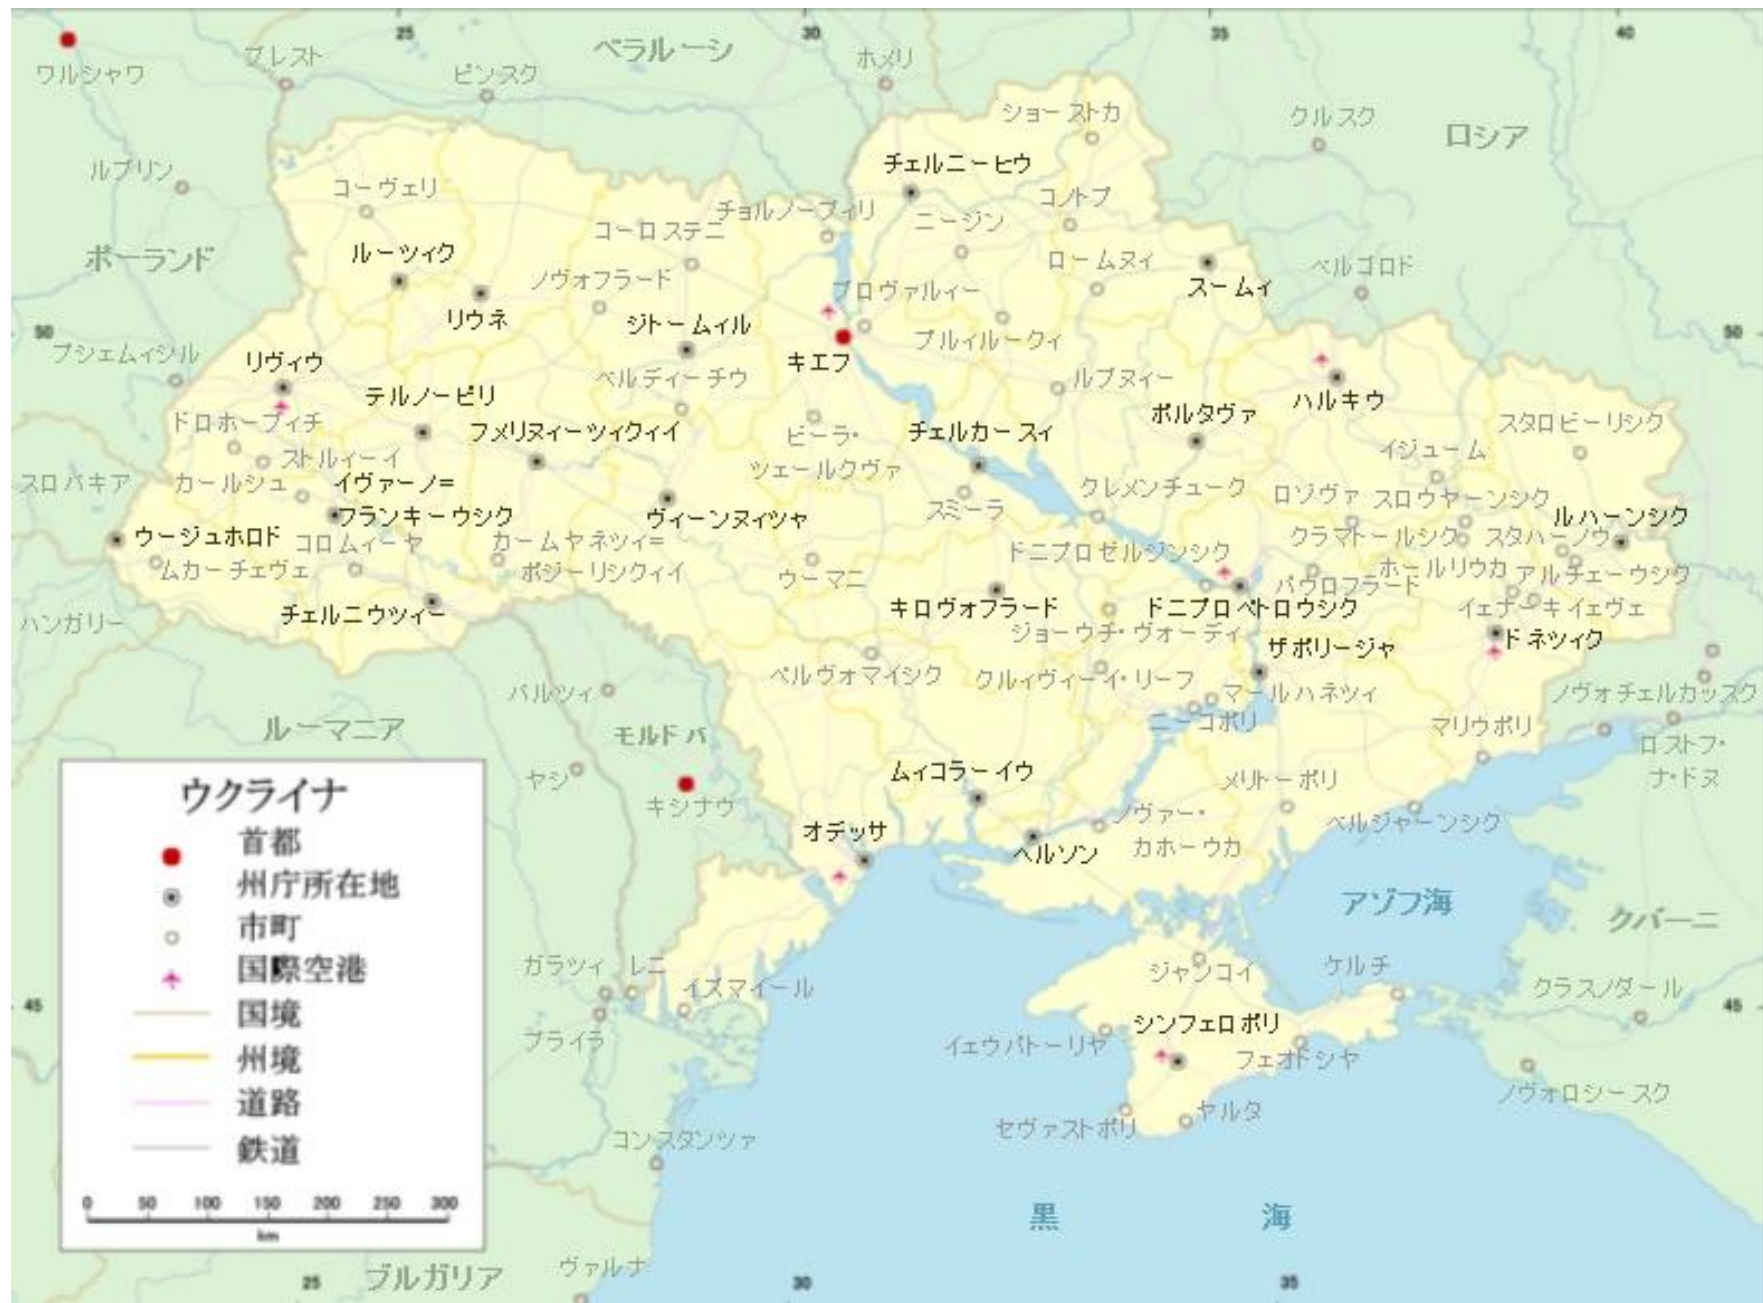 25
30
35
40
ワルシャワ
ブレスト
ピンスク
ベラルーシ
ホメリ
ショーストカ
クルスク
ロシア
ルブリン
コーヴェリ
チェルニーヒウ
コノトプ
チョルノーブィリ
ニージン
コーロステニ
ポーランド
ルーツィク
ノヴォフラード
ロームヌィ
ベルゴロド
スームィ
ブロヴァルィー
リウネ
ジトームィル
50
50
プシェムィシル
リヴィウ
キエフ
プルィルークィ
ベルディーチウ
ルブヌィー
テルノーピリ
ハルキウ
ポルタヴァ
ドロホーブィチ
フメリヌィーツィクィイ
ビーラ・
ツェールクヴァ
チェルカースィ
スタロビーリシク
イジューム
ストルィーイ
スロバキア
カールシュ
イヴァーノ=
フランキーウシク
ヴィーンヌィツャ
スミーラ
クレメンチューク
ロゾヴァ
スロウヤーンシク
ルハーンシク
ウージュホロド
コロムィーヤ
カームヤネツィ=
ポジーリシクィイ
ドニプロゼルジンシク
クラマトールシク
スタハーノウ
ムカーチェヴェ
ウーマニ
パウロフラード
ホールリウカ
アルチェーウシク
チェルニウツィー
キロヴォフラード
ドニプロペトロウシク
イェナーキイェヴェ
ハンガリー
ジョーウチ・ヴォーディ
ザポリージャ
ドネツィク
ペルヴォマイシク
クルィヴィーイ・リーフ
マールハネツィ
バルツィ
ニーコポリ
ノヴォチェルカッスク
ルーマニア
モルドバ
マリウポリ
ロストフ・
ナ・ドヌ
ヤシ
キシナウ
ムィコラーイウ
メリトーポリ
オデッサ
ヘルソン
ノヴァー・
カホーウカ
ベルジャーンシク
アゾフ海
クバーニ
ガラツィ
レニ
イズマイール
ジャンコイ
ケルチ
クラスノダール
45
45
ブライラ
イェウパトーリヤ
シンフェロポリ
フェオドシヤ
ノヴォロシースク
セヴァストポリ
ヤルタ
コンスタンツァ
黒海
ブルガリア
ヴァルナ
25
30
35
ウクライナ
首都
州庁所在地
市町
国際空港
国境
州境
道路
鉄道
0 50 100 150 200 250 300
km